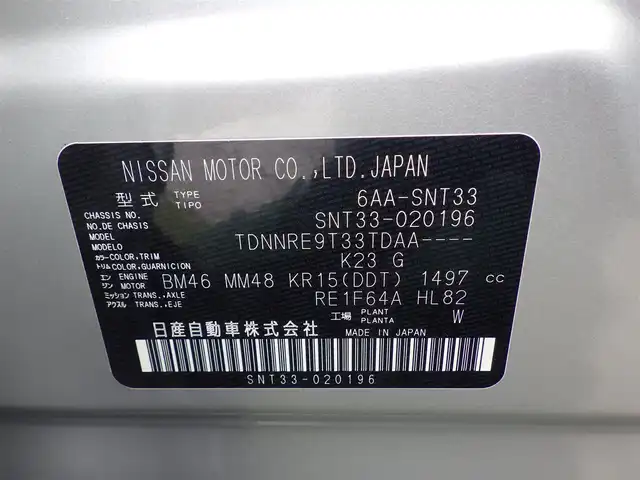 NISSAN MOTOR CO.,LTD.JAPAN
型式 TYPE TIPO 6AA-SNT33
CHASSIS NO. NO.DE CHASIS SNT33-020196
MODEL MODELO TDNNRE9T33TDAA----
カラー COLOR,TRIM トリム COLOR,GUARNICION K23 G
エンジン ENGINE MOTOR BM46 MM48 KR15(DDT) 1497 cc
ミッション TRANS.,AXLE アクスル TRANS.,EJE RE1F64A HL82
工場 PLANT PLANTA W
日産自動車株式会社 MADE IN JAPAN
SNT33-020196